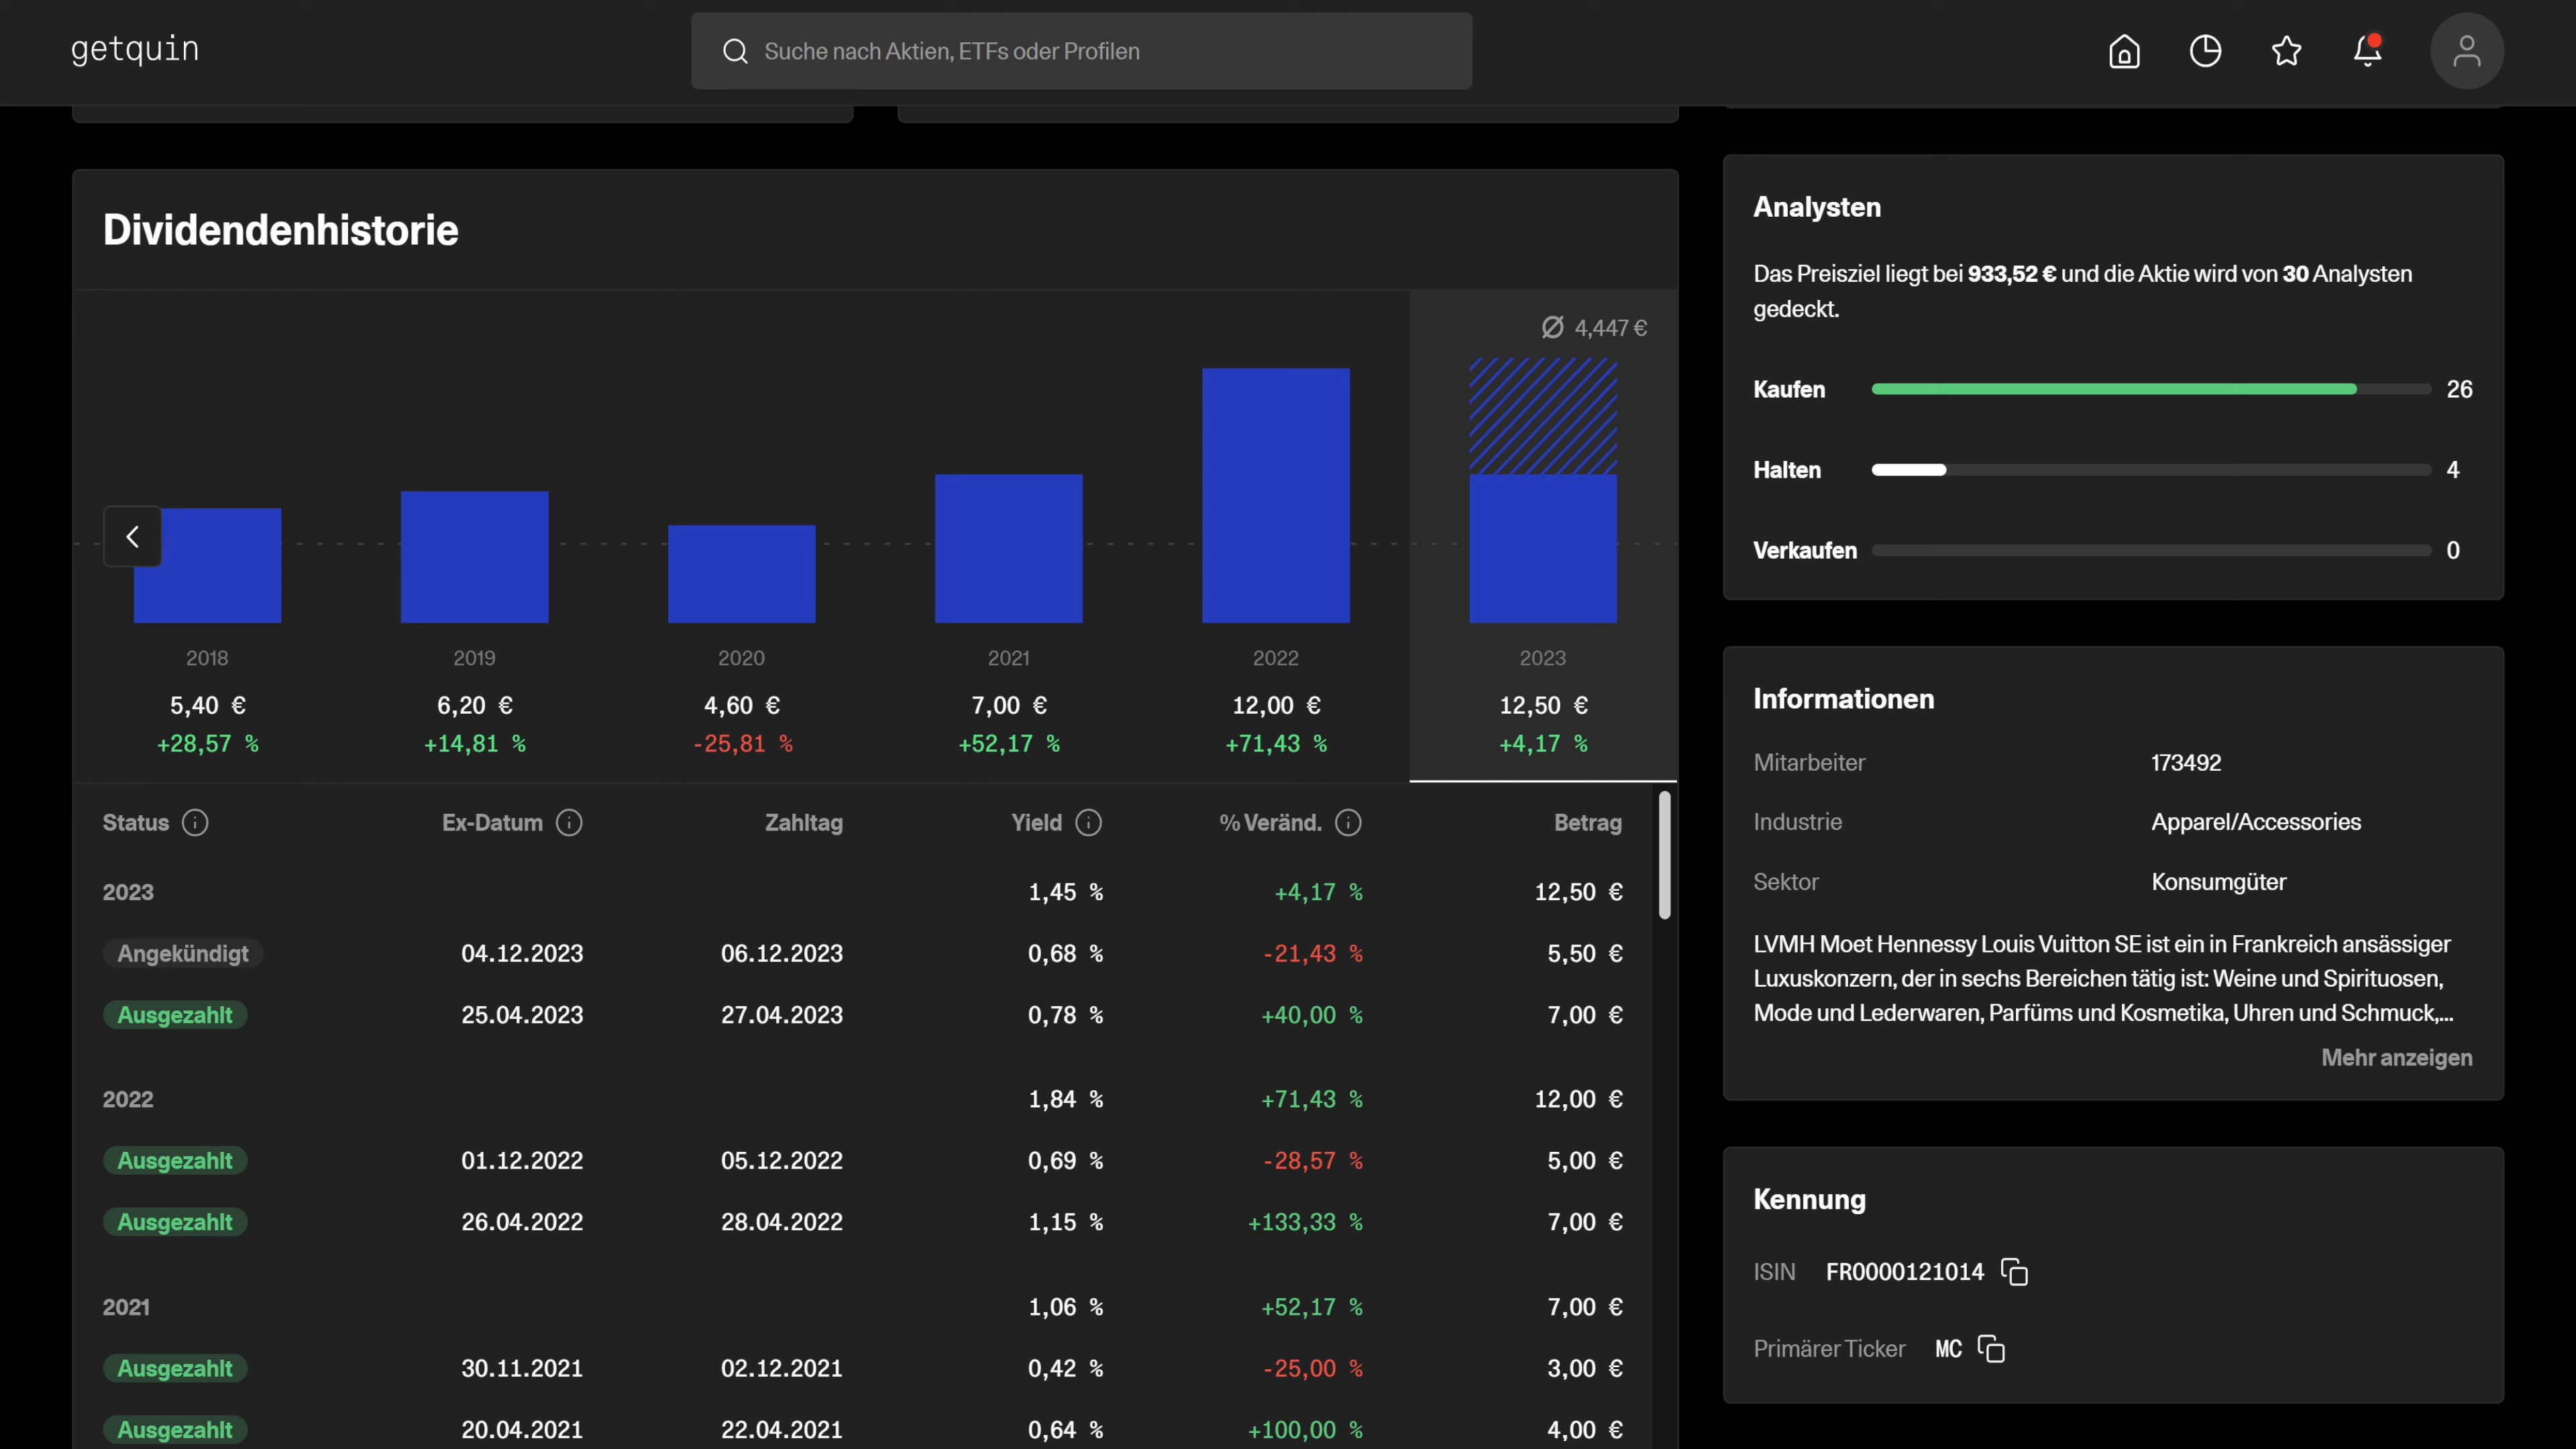 getquin
Suche nach Aktien, ETFs oder Profilen
Dividendenhistorie
Ø 4,447 €
2018 2019 2020 2021 2022 2023
5,40 € 6,20 € 4,60 € 7,00 € 12,00 € 12,50 €
+28,57 % +14,81 % -25,81 % +52,17 % +71,43 % +4,17 %
Status Ex-Datum Zahltag Yield % Veränd. Betrag
2023 1,45 % +4,17 % 12,50 €
Angekündigt 04.12.2023 06.12.2023 0,68 % -21,43 % 5,50 €
Ausgezahlt 25.04.2023 27.04.2023 0,78 % +40,00 % 7,00 €
2022 1,84 % +71,43 % 12,00 €
Ausgezahlt 01.12.2022 05.12.2022 0,69 % -28,57 % 5,00 €
Ausgezahlt 26.04.2022 28.04.2022 1,15 % +133,33 % 7,00 €
2021 1,06 % +52,17 % 7,00 €
Ausgezahlt 30.11.2021 02.12.2021 0,42 % -25,00 % 3,00 €
Ausgezahlt 20.04.2021 22.04.2021 0,64 % +100,00 % 4,00 €
Analysten
Das Preisziel liegt bei 933,52 € und die Aktie wird von 30 Analysten
gedeckt.
Kaufen 26
Halten 4
Verkaufen 0
Informationen
Mitarbeiter 173492
Industrie Apparel/Accessories
Sektor Konsumgüter
LVMH Moet Hennessy Louis Vuitton SE ist ein in Frankreich ansässiger
Luxuskonzern, der in sechs Bereichen tätig ist: Weine und Spirituosen,
Mode und Lederwaren, Parfüms und Kosmetika, Uhren und Schmuck,...
Mehr anzeigen
Kennung
ISIN FR0000121014
Primärer Ticker MC